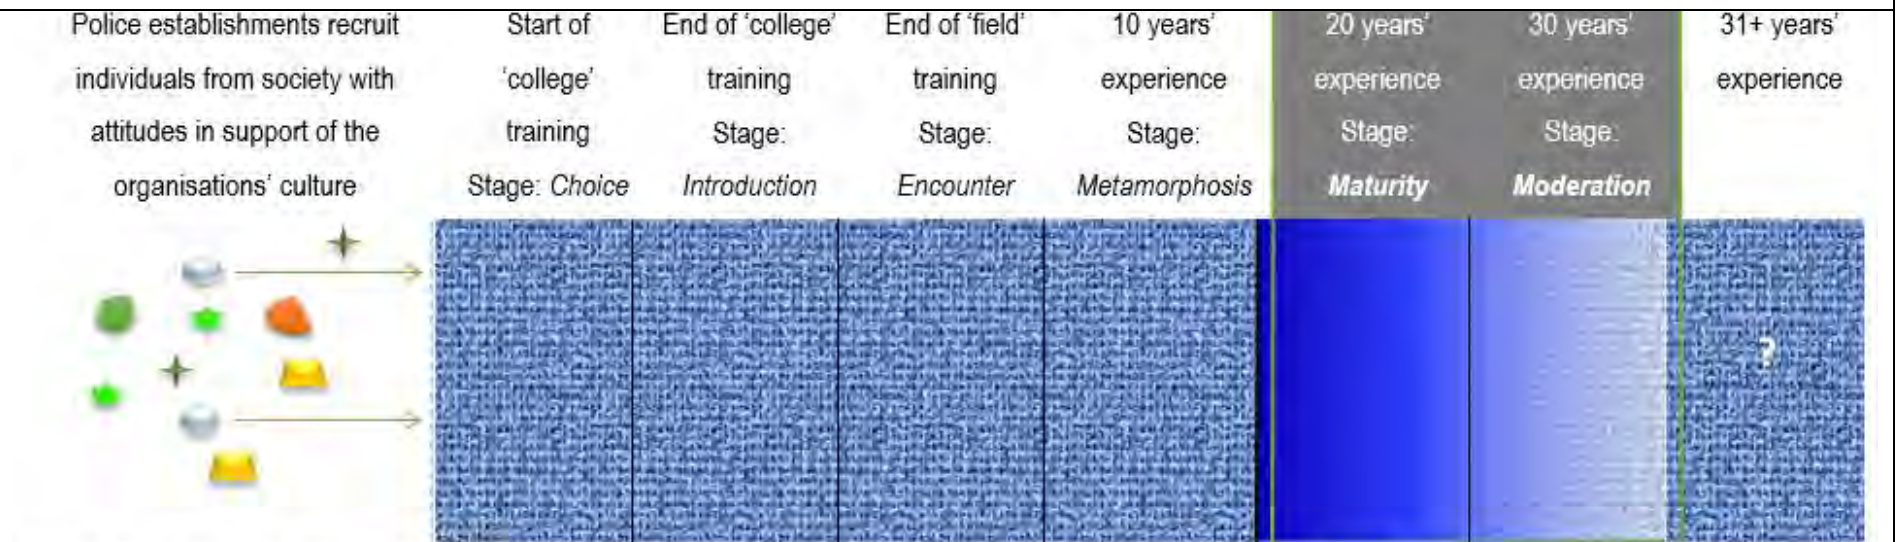 Police establishments recruit
individuals from society with
attitudes in support of the
organisations’ culture
Start of
‘college’
training
Stage: Choice
End of ‘college’
training
Stage:
Introduction
End of ‘field’
training
Stage:
Encounter
10 years’
experience
Stage:
Metamorphosis
20 years’
experience
Stage:
Maturity
30 years’
experience
Stage:
Moderation
31+ years’
experience
?